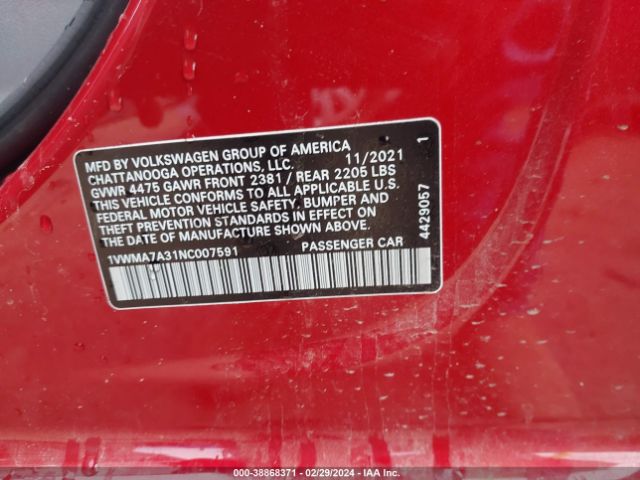 MFD BY VOLKSWAGEN GROUP OF AMERICA
CHATTANOOGA OPERATIONS, LLC. 11/2021 1
GVWR 4475 GAWR FRONT 2381 / REAR 2205 LBS
THIS VEHICLE CONFORMS TO ALL APPLICABLE U.S.
FEDERAL MOTOR VEHICLE SAFETY, BUMPER AND
THEFT PREVENTION STANDARDS IN EFFECT ON
THE DATE OF MANUFACTURE SHOWN ABOVE.
1VWMA7A31NC007591 PASSENGER CAR
4429057
000-38868371 | 02/29/2024 - IAA Inc.